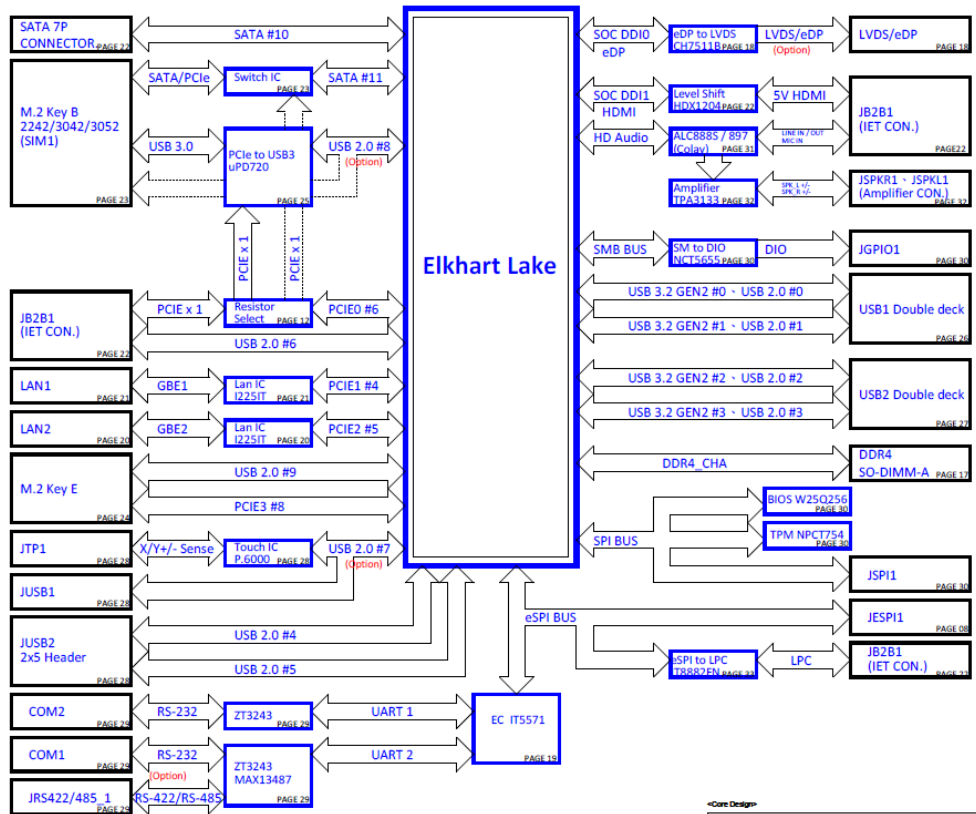 SATA 7P
CONNECTOR
PAGE 22
SATA #10
M.2 Key B
2242/3042/3052
(SIM1)
PAGE 23
SATA/PCIe
Switch IC
PAGE 23
SATA #11
USB 3.0
PCIe to USB3
uPD720
PAGE 25
USB 2.0 #8
(Option)
PCIE x 1
PCIE x 1
JB2B1
(IET CON.)
PAGE 22
PCIE x 1
Resistor
Select
PAGE 12
PCIE0 #6
USB 2.0 #6
LAN1
PAGE 21
GBE1
Lan IC
I225IT
PAGE 21
PCIE1 #4
LAN2
PAGE 20
GBE2
Lan IC
I225IT
PAGE 20
PCIE2 #5
M.2 Key E
PAGE 24
USB 2.0 #9
PCIE3 #8
JTP1
PAGE 28
X/Y+/- Sense
Touch IC
P.6000
PAGE 28
USB 2.0 #7
(Option)
JUSB1
PAGE 28
JUSB2
2x5 Header
PAGE 28
USB 2.0 #4
USB 2.0 #5
COM2
PAGE 29
RS-232
ZT3243
PAGE 29
UART 1
COM1
PAGE 29
RS-232
(Option)
ZT3243
MAX13487
PAGE 29
UART 2
JRS422/485_1
PAGE 29
RS-422/RS-485
Elkhart Lake
EC IT5571
PAGE 19
SOC DDI0
eDP
eDP to LVDS
CH7511B
PAGE 18
LVDS/eDP
(Option)
LVDS/eDP
PAGE 18
SOC DDI1
HDMI
Level Shift
HDX1204
PAGE 22
5V HDMI
JB2B1
(IET CON.)
PAGE22
HD Audio
ALC888S / 897
(Colay)
PAGE 31
LINE IN / OUT
MIC IN
Amplifier
TPA3133
PAGE 32
SPK_L +/-
SPK_R +/-
JSPKR1、JSPKL1
(Amplifier CON.)
PAGE 32
SMB BUS
SM to DIO
NCT5655
PAGE 30
DIO
JGPIO1
PAGE 30
USB 3.2 GEN2 #0、USB 2.0 #0
USB 3.2 GEN2 #1、USB 2.0 #1
USB1 Double deck
PAGE 26
USB 3.2 GEN2 #2、USB 2.0 #2
USB 3.2 GEN2 #3、USB 2.0 #3
USB2 Double deck
PAGE 27
DDR4_CHA
DDR4
SO-DIMM-A
PAGE 17
SPI BUS
BIOS W25Q256
PAGE 30
TPM NPCT754
PAGE 30
JSPI1
PAGE 30
eSPI BUS
JESPI1
PAGE 08
eSPI to LPC
IT8882FN
PAGE 33
LPC
JB2B1
(IET CON.)
<Core Design>